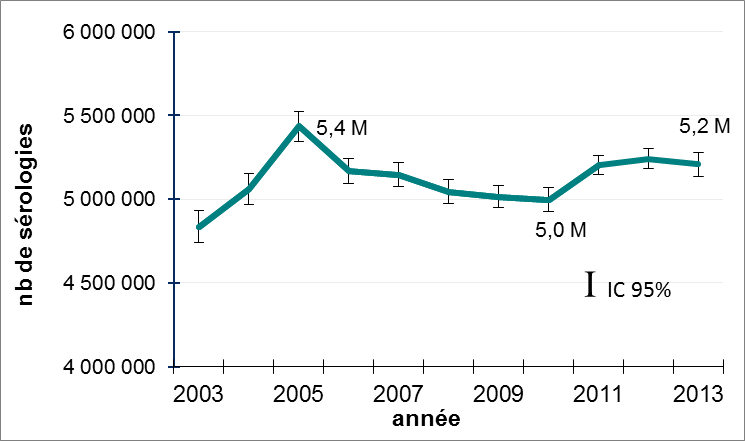 6 000 000
5 500 000
5,4 M
5,2 M
5 000 000
5,0 M
4 500 000
IC 95%
4 000 000
2003 2005 2007 2009 2011 2013
année
nb de sérologies